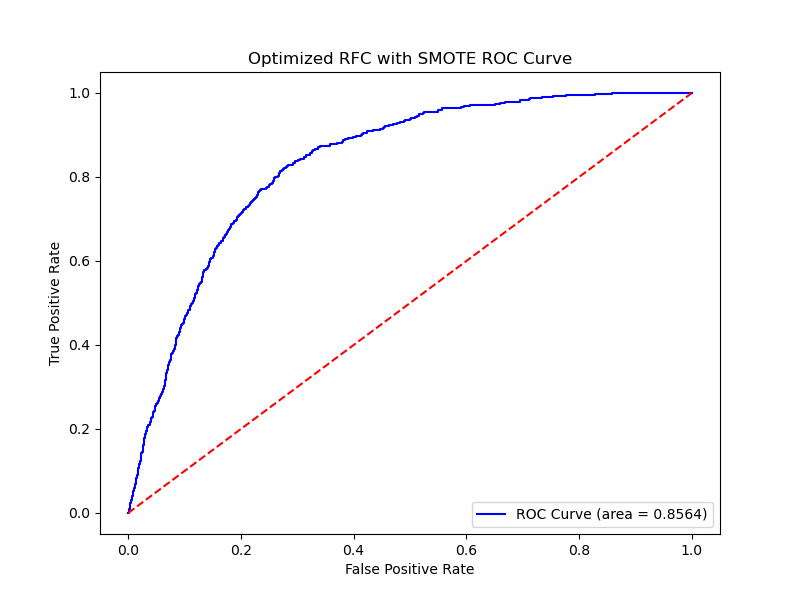 Optimized RFC with SMOTE ROC Curve
1.0
0.8
0.6
0.4
0.2
0.0
True Positive Rate
0.0 0.2 0.4 0.6 0.8 1.0
False Positive Rate
ROC Curve (area = 0.8564)